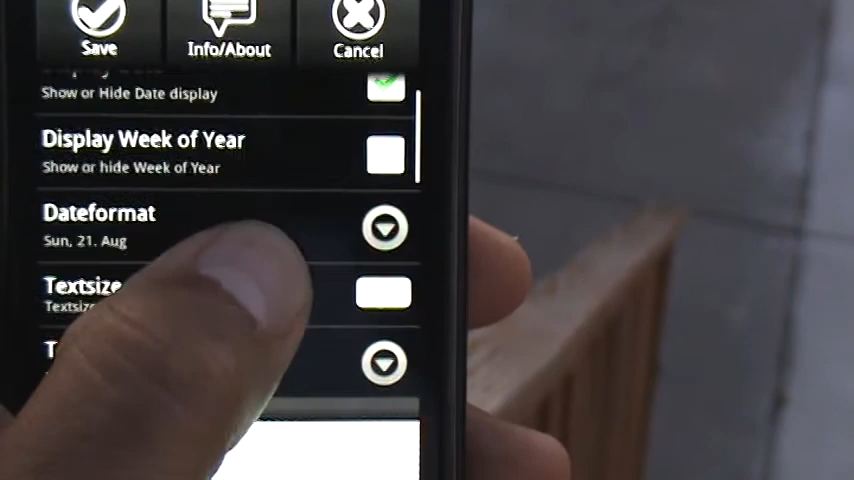 Save
Info/About
Cancel
Show or Hide Date display
Display Week of Year
Show or hide Week of Year
Dateformat
Sun, 21. Aug
Textsize
Textsize